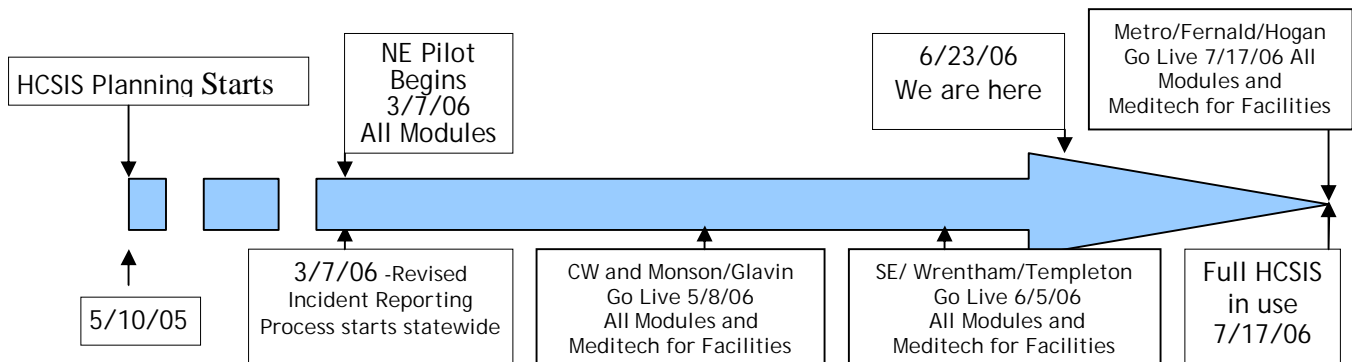 HCSIS Planning Starts
NE Pilot
Begins
3/7/06
All Modules
6/23/06
We are here
Metro/Fernald/Hogan
Go Live 7/17/06 All
Modules and
Meditech for Facilities
5/10/05
3/7/06 -Revised
Incident Reporting
Process starts statewide
CW and Monson/Glavin
Go Live 5/8/06
All Modules and
Meditech for Facilities
SE/ Wrentham/Templeton
Go Live 6/5/06
All Modules and
Meditech for Facilities
Full HCSIS
in use
7/17/06